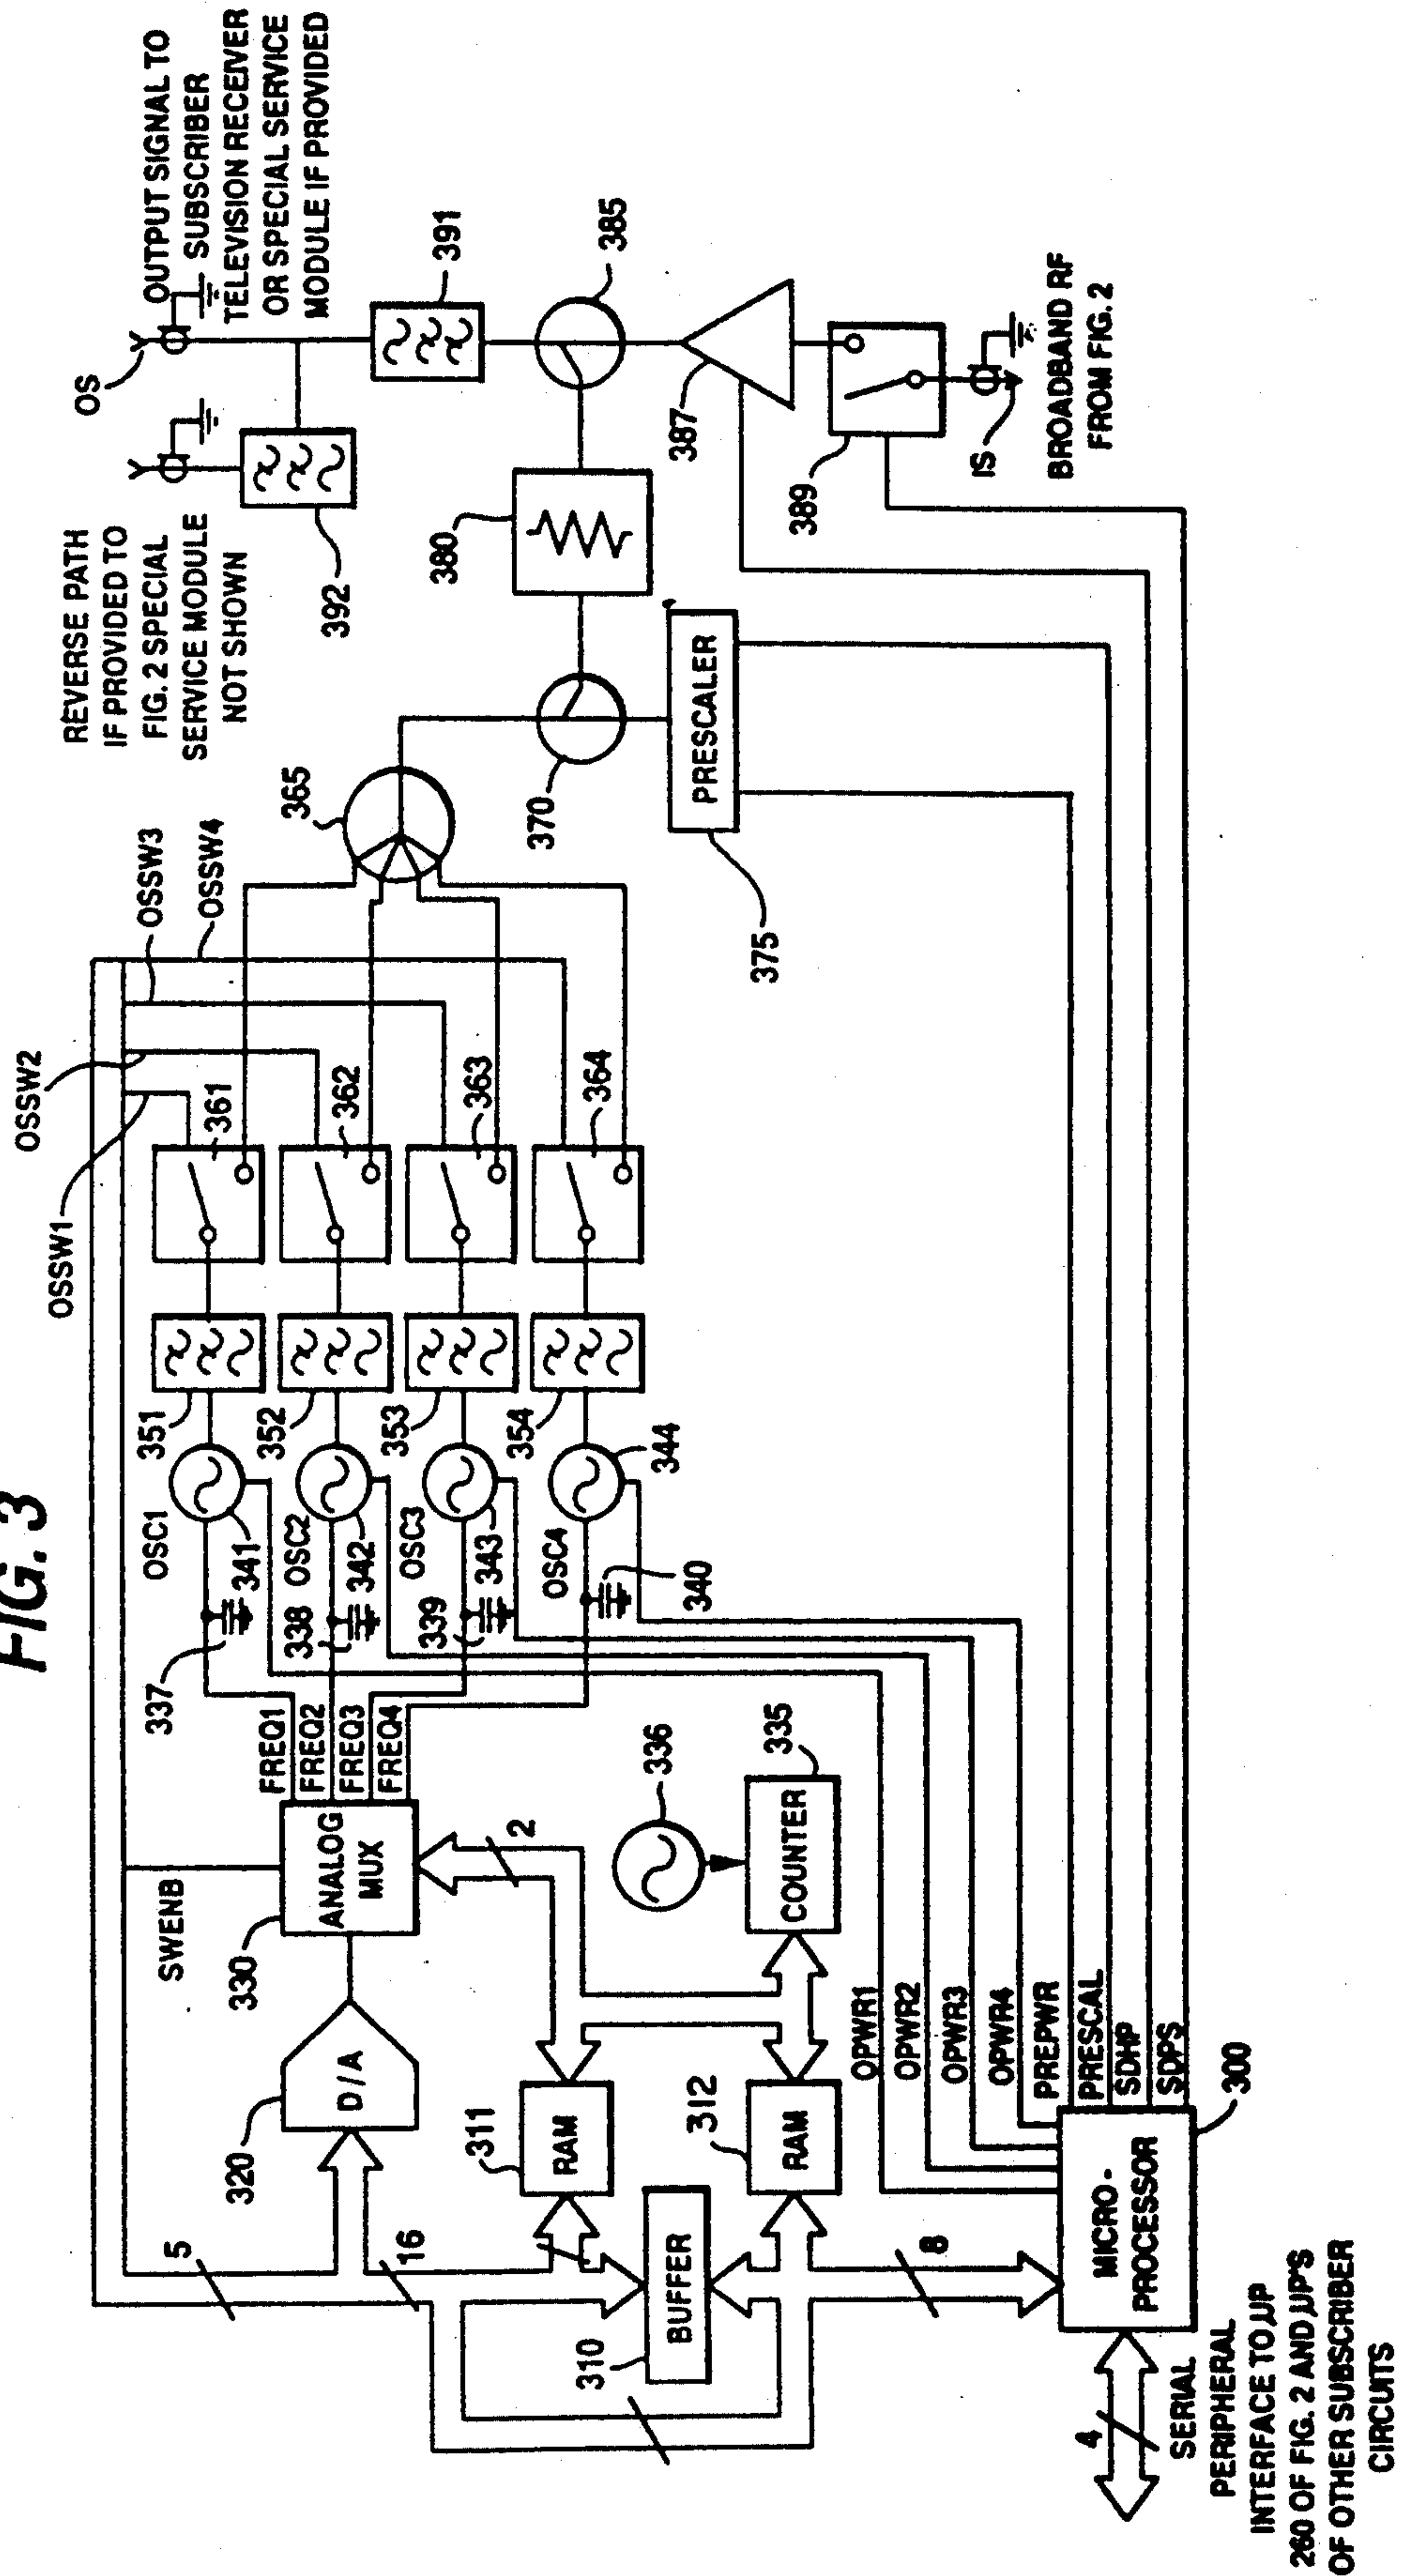 FIG. 3
OSSW1
OSSW2
OSSW3
OSSW4
REVERSE PATH
IF PROVIDED TO
FIG. 2 SPECIAL
SERVICE MODULE
NOT SHOWN
OS
OUTPUT SIGNAL TO
SUBSCRIBER
TELEVISION RECEIVER
OR SPECIAL SERVICE
MODULE IF PROVIDED
5
SWENB
337
OSC1
351
361
365
392
391
320
D/A
330
ANALOG
MUX
FREQ1
FREQ2
FREQ3
FREQ4
341
338
OSC2
352
362
342
339
OSC3
353
363
343
OSC4
354
364
344
340
370
380
385
16
311
RAM
2
336
375
PRESCALER
387
389
IS
BROADBAND RF
FROM FIG. 2
310
BUFFER
312
RAM
COUNTER
335
8
OPWR1
OPWR2
OPWR3
OPWR4
PREPWR
PRESCAL
SDHP
SDPS
MICRO-
PROCESSOR
300
4
SERIAL
PERIPHERAL
INTERFACE TO µP
260 OF FIG. 2 AND µP'S
OF OTHER SUBSCRIBER
CIRCUITS